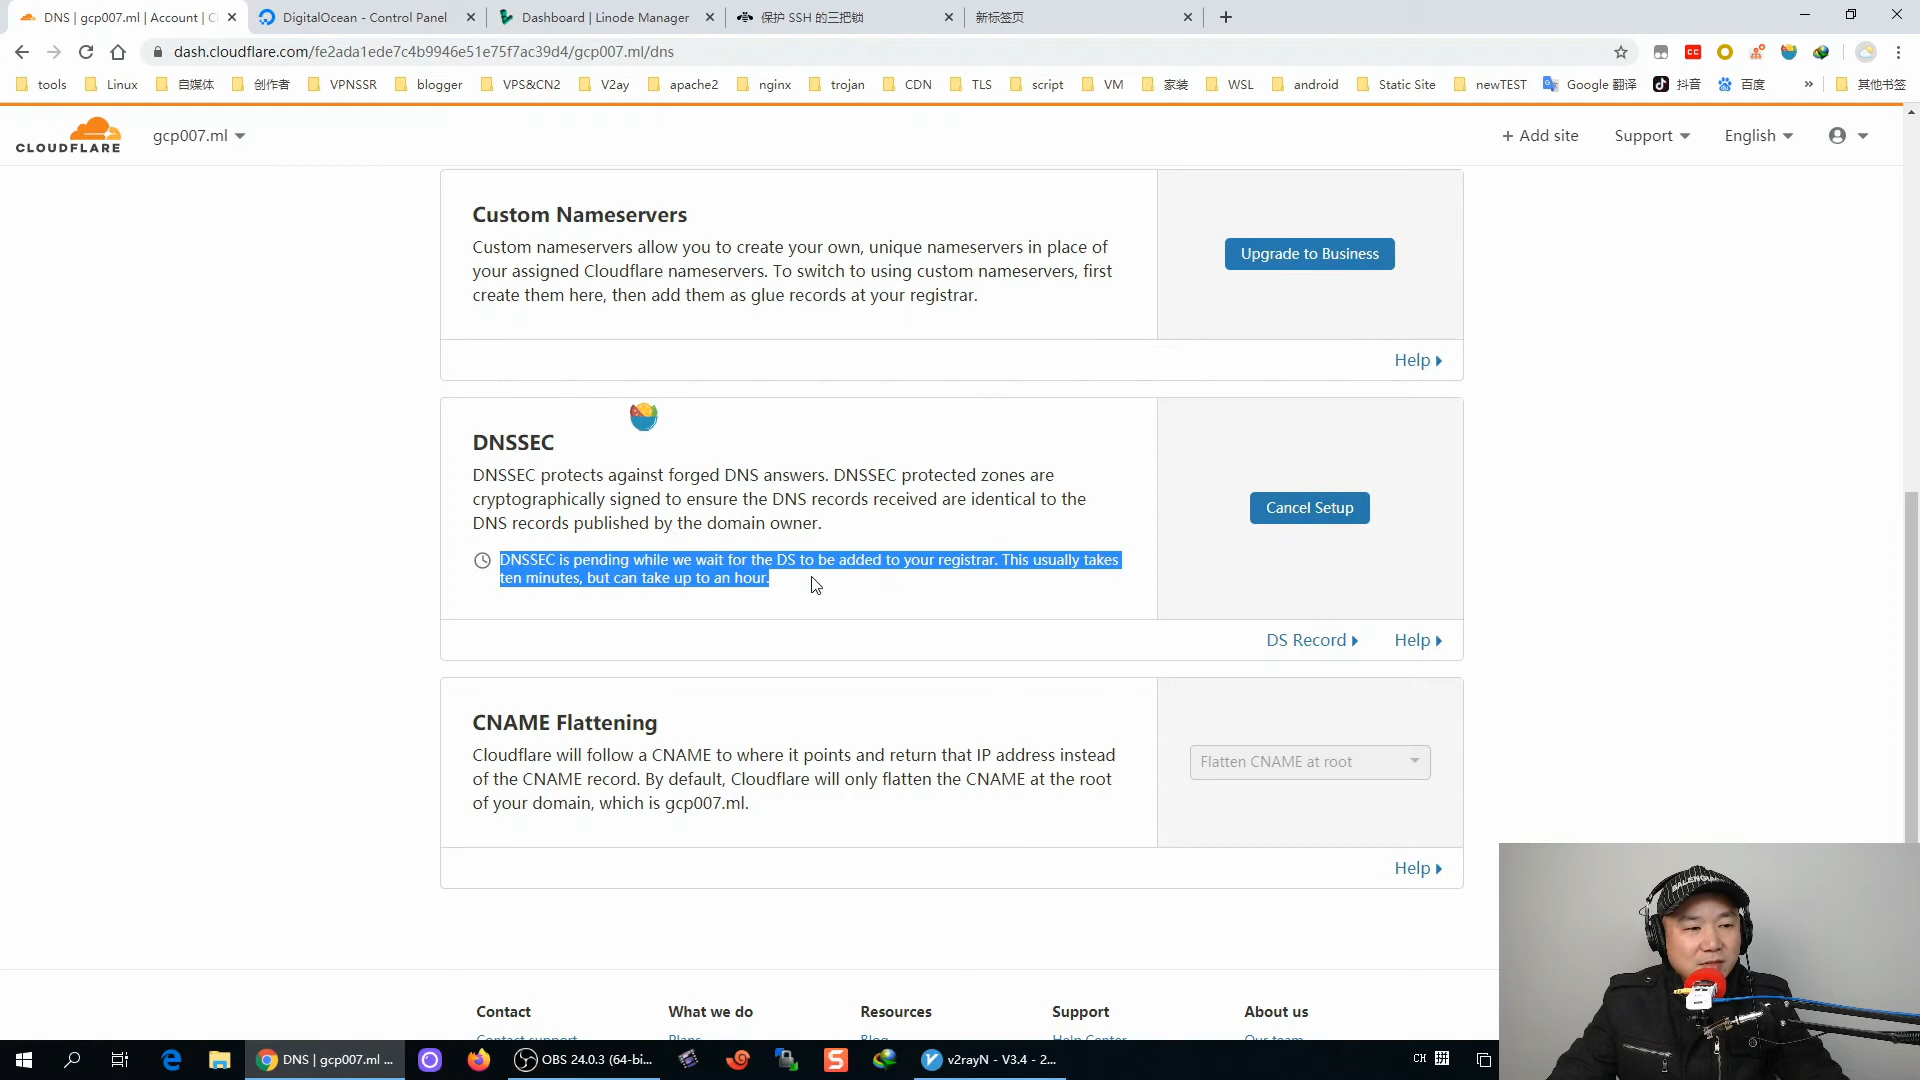 DNS | gcp007.ml | Account | C
DigitalOcean - Control Panel
Dashboard | Linode Manager
保护 SSH 的三把锁
新标签页
dash.cloudflare.com/fe2ada1ede7c4b9946e51e75f7ac39d4/gcp007.ml/dns
tools
Linux
自媒体
创作者
VPNSSR
blogger
VPS&CN2
V2ay
apache2
nginx
trojan
CDN
TLS
script
VM
家装
WSL
android
Static Site
newTEST
Google 翻译
抖音
百度
»
其他书签
CLOUDFLARE
gcp007.ml
+ Add site
Support
English
Custom Nameservers
Custom nameservers allow you to create your own, unique nameservers in place of
your assigned Cloudflare nameservers. To switch to using custom nameservers, first
create them here, then add them as glue records at your registrar.
Upgrade to Business
Help
DNSSEC
DNSSEC protects against forged DNS answers. DNSSEC protected zones are
cryptographically signed to ensure the DNS records received are identical to the
DNS records published by the domain owner.
DNSSEC is pending while we wait for the DS to be added to your registrar. This usually takes
ten minutes, but can take up to an hour.
Cancel Setup
DS Record
Help
CNAME Flattening
Cloudflare will follow a CNAME to where it points and return that IP address instead
of the CNAME record. By default, Cloudflare will only flatten the CNAME at the root
of your domain, which is gcp007.ml.
Flatten CNAME at root
Help
Contact
What we do
Resources
Support
About us
Contact support
Plans
Blog
Help Center
Our team
DNS | gcp007.ml ...
OBS 24.0.3 (64-bi...
v2rayN - V3.4 - 2...
CH